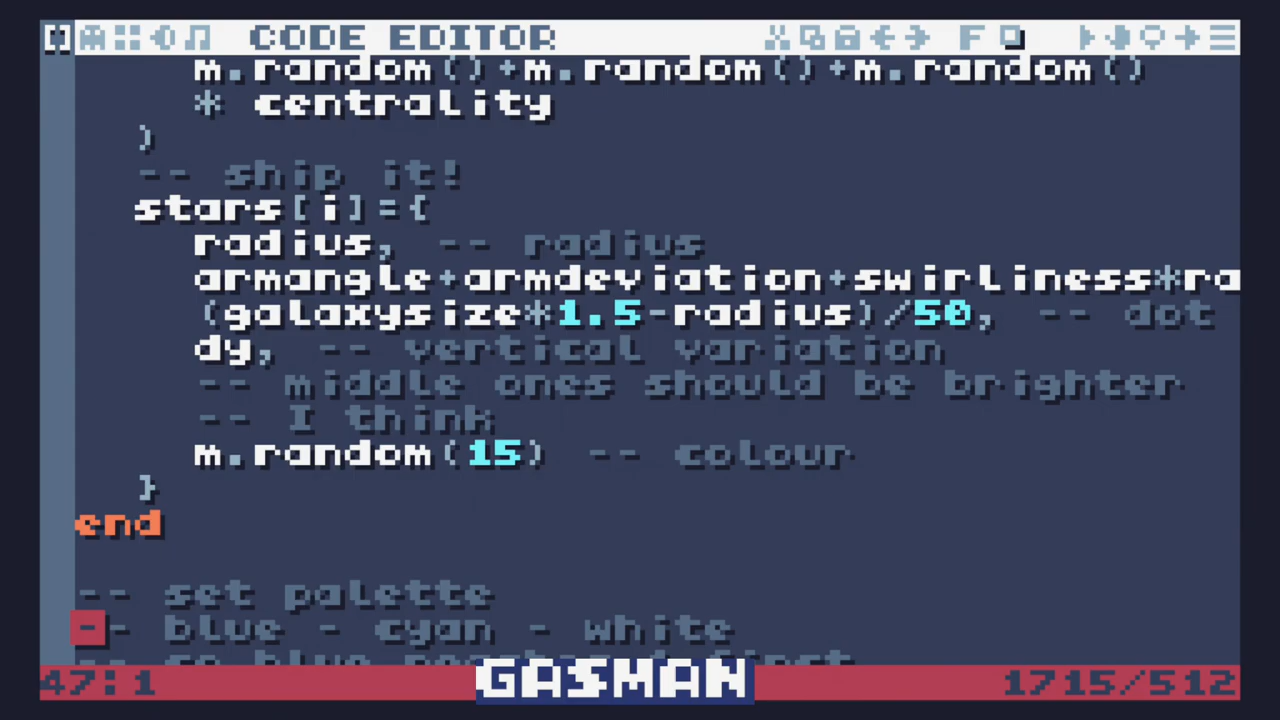 CODE EDITOR F
m.random()+m.random()+m.random()
* centrality
)
-- ship it!
stars[i]={
radius, -- radius
armangle+armdeviation+swirliness*ra
(galaxysize*1.5-radius)/50, -- dot
dy, -- vertical variation
-- middle ones should be brighter
-- I think
m.random(15) -- colour
}
end
-- set palette
-- blue - cyan - white
47:1 GASMAN 1715/512